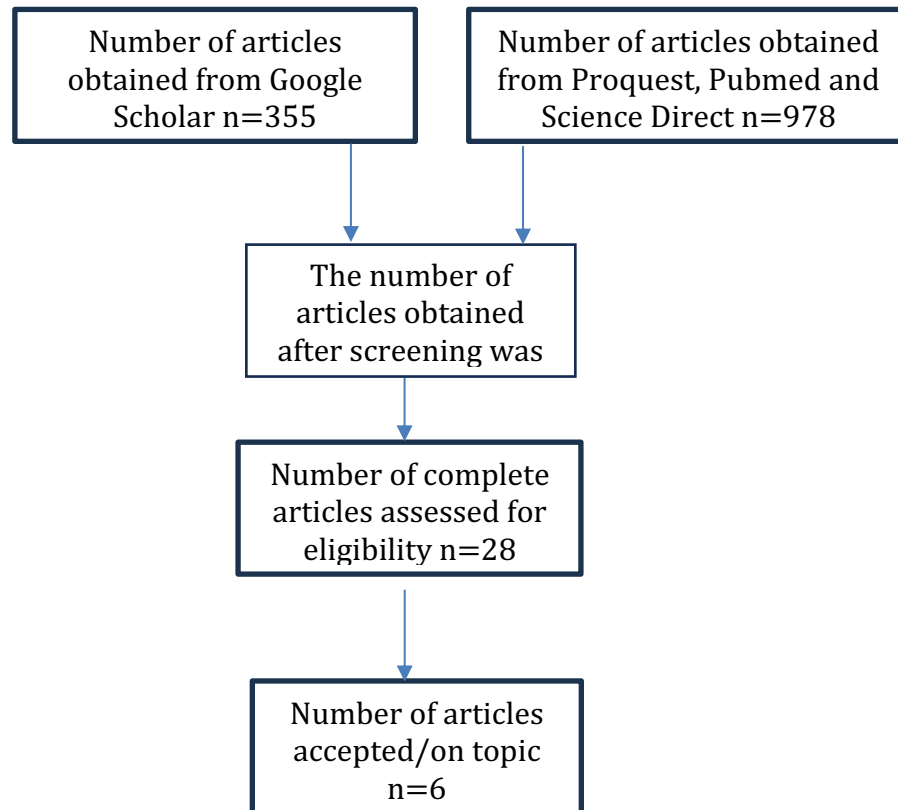 Number of articles
obtained from Google
Scholar n=355
Number of articles obtained
from Proquest, Pubmed and
Science Direct n=978
The number of
articles obtained
after screening was
Number of complete
articles assessed for
eligibility n=28
Number of articles
accepted/on topic
n=6